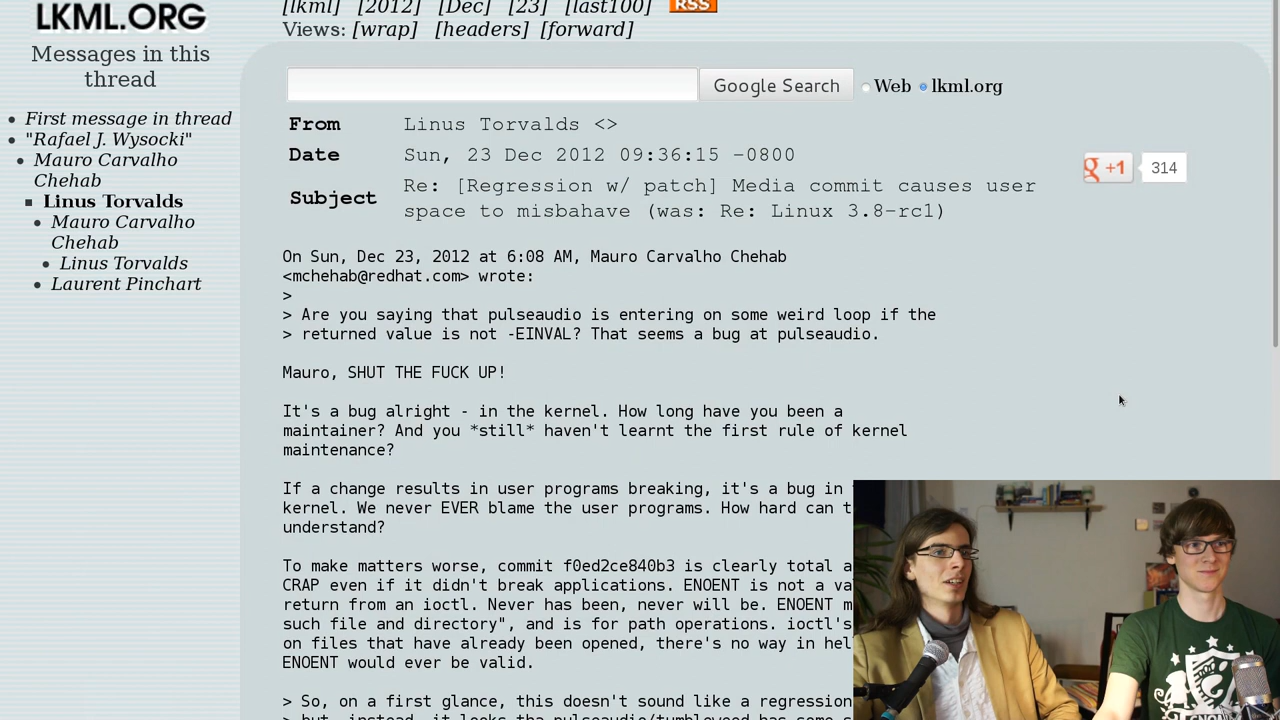 LKML.ORG
[lkml] [2012] [Dec] [23] [last100] RSS
Views: [wrap] [headers] [forward]
Messages in this
thread
First message in thread
"Rafael J. Wysocki"
Mauro Carvalho
Chehab
Linus Torvalds
Mauro Carvalho
Chehab
Linus Torvalds
Laurent Pinchart
Google Search Web lkml.org
From Linus Torvalds <>
Date Sun, 23 Dec 2012 09:36:15 -0800
Subject Re: [Regression w/ patch] Media commit causes user
space to misbahave (was: Re: Linux 3.8-rc1)
g +1 314
On Sun, Dec 23, 2012 at 6:08 AM, Mauro Carvalho Chehab
<mchehab@redhat.com> wrote:
>
> Are you saying that pulseaudio is entering on some weird loop if the
> returned value is not -EINVAL? That seems a bug at pulseaudio.
Mauro, SHUT THE FUCK UP!
It's a bug alright - in the kernel. How long have you been a
maintainer? And you *still* haven't learnt the first rule of kernel
maintenance?
If a change results in user programs breaking, it's a bug in
kernel. We never EVER blame the user programs. How hard can t
understand?
To make matters worse, commit f0ed2ce840b3 is clearly total a
CRAP even if it didn't break applications. ENOENT is not a va
return from an ioctl. Never has been, never will be. ENOENT m
such file and directory", and is for path operations. ioctl's
on files that have already been opened, there's no way in hel
ENOENT would ever be valid.
> So, on a first glance, this doesn't sound like a regression